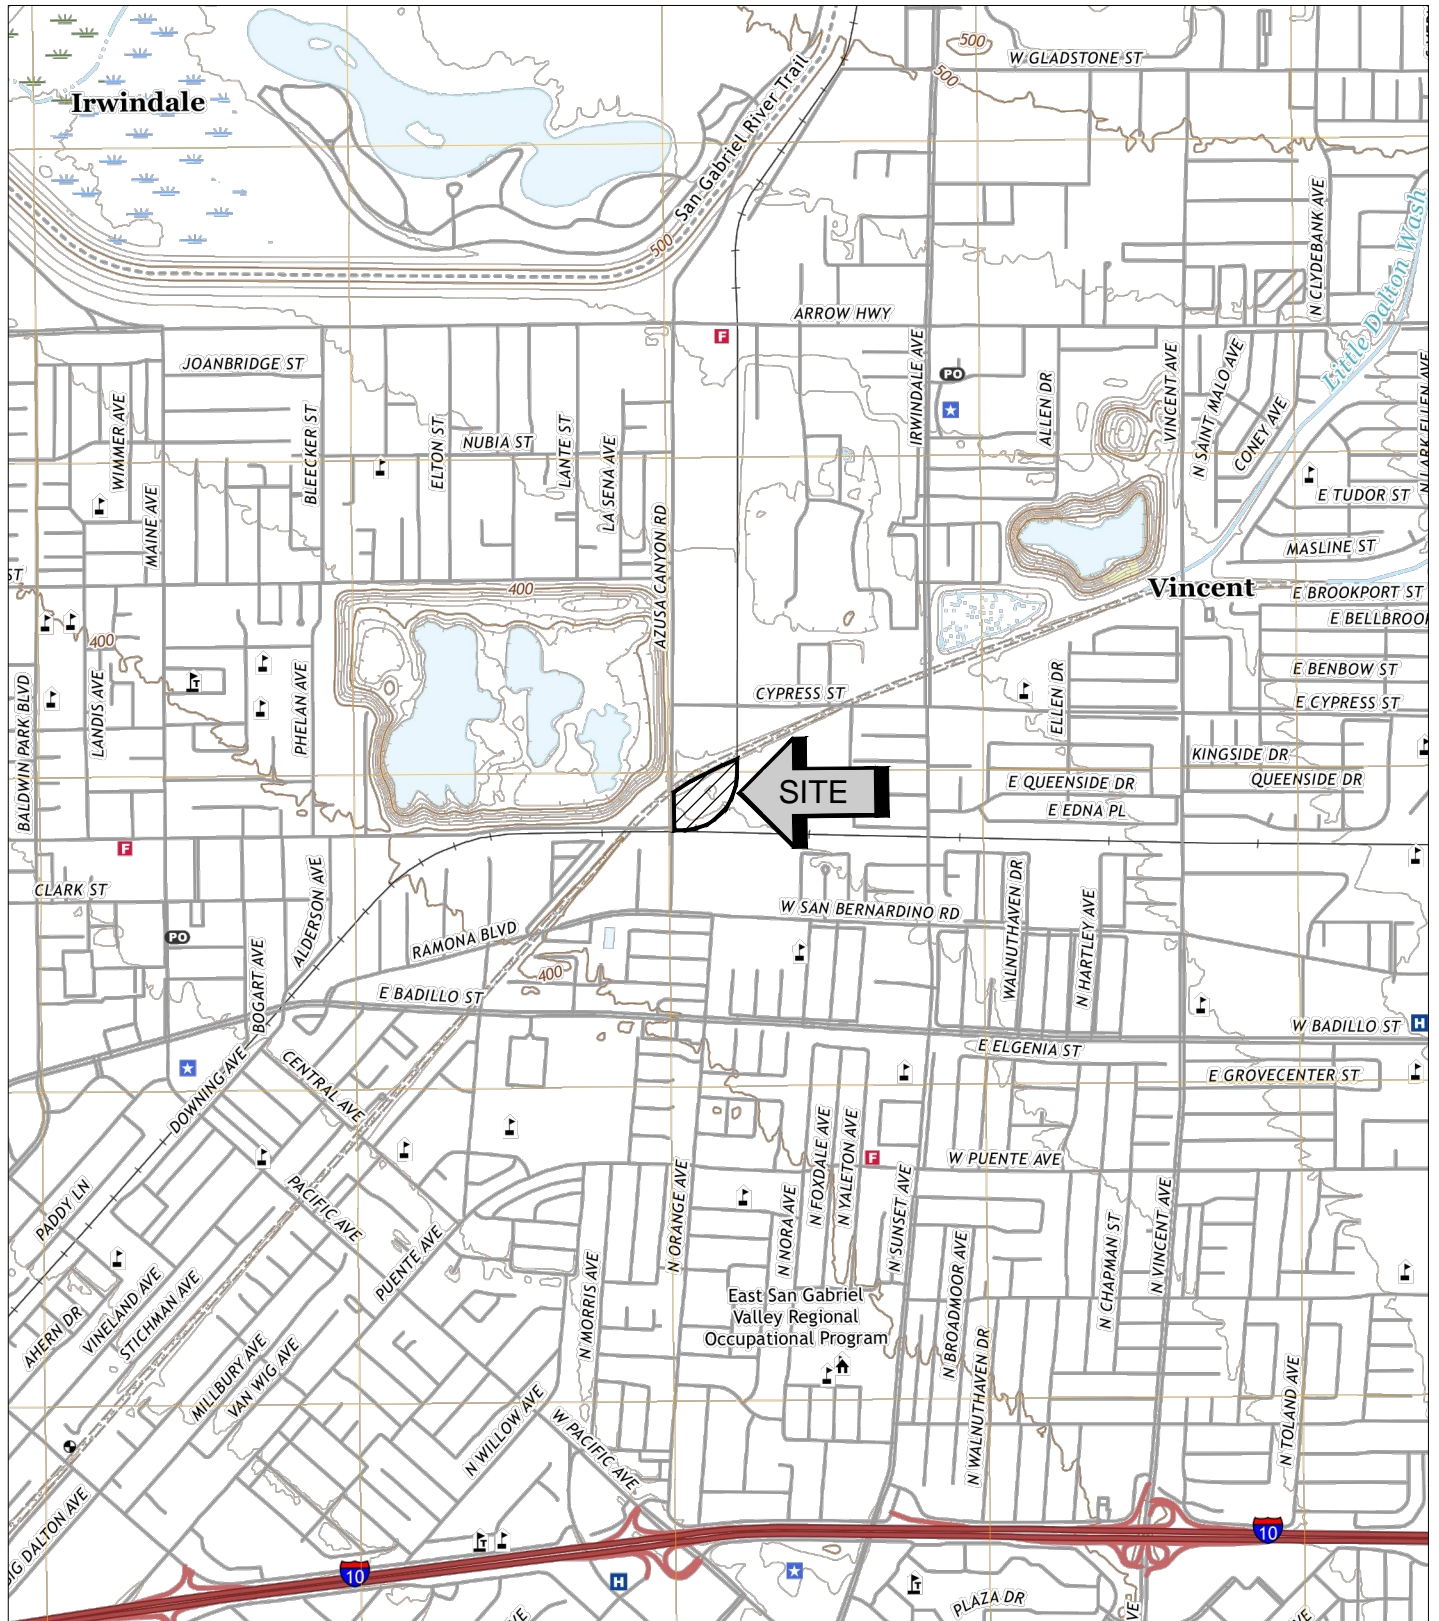 500
W GLADSTONE ST
500
Irwindale
San Gabriel River Trail
500
N CLYDEBANK AVE
Little Dalton Wash
ARROW HWY
F
JOANBRIDGE ST
IRWINDALE AVE
PO
ALLEN DR
VINCENT AVE
N SAINT MALO AVE
CONEY AVE
N LARK ELLEN AVE
WIMMER AVE
BLEECKER ST
ELTON ST
NUBIA ST
LANTE ST
LA SENA AVE
MAINE AVE
E TUDOR ST
AZUSA CANYON RD
MASLINE ST
ST
400
Vincent
E BROOKPORT ST
E BELLBROOK
400
BALDWIN PARK BLVD
LANDIS AVE
PHELAN AVE
CYPRESS ST
ELLEN DR
E BENBOW ST
E CYPRESS ST
KINGSIDE DR
E QUEENSIDE DR
QUEENSIDE DR
SITE
E EDNA PL
F
CLARK ST
ALDERSON AVE
PO
BOGART AVE
RAMONA BLVD
W SAN BERNARDINO RD
WALNUTHAVEN DR
N HARTLEY AVE
400
E BADILLO ST
W BADILLO ST
H
E ELGENIA ST
E GROVECENTER ST
DOWNING AVE
CENTRAL AVE
N FOXDALE AVE
N YALETON AVE
F
W PUENTE AVE
PADDY LN
PACIFIC AVE
PUENTE AVE
N ORANGE AVE
N NORA AVE
N SUNSET AVE
N BROADMOOR AVE
N CHAPMAN ST
N VINCENT AVE
AHERN DR
VINELAND AVE
STICHMAN AVE
N MORRIS AVE
East San Gabriel
Valley Regional
Occupational Program
MILLBURY AVE
VAN WIG AVE
N WILLOW AVE
W PACIFIC AVE
N WALNUTHAVEN DR
N TOLAND AVE
BIG DALTON AVE
10
10
H
PLAZA DR
AVE